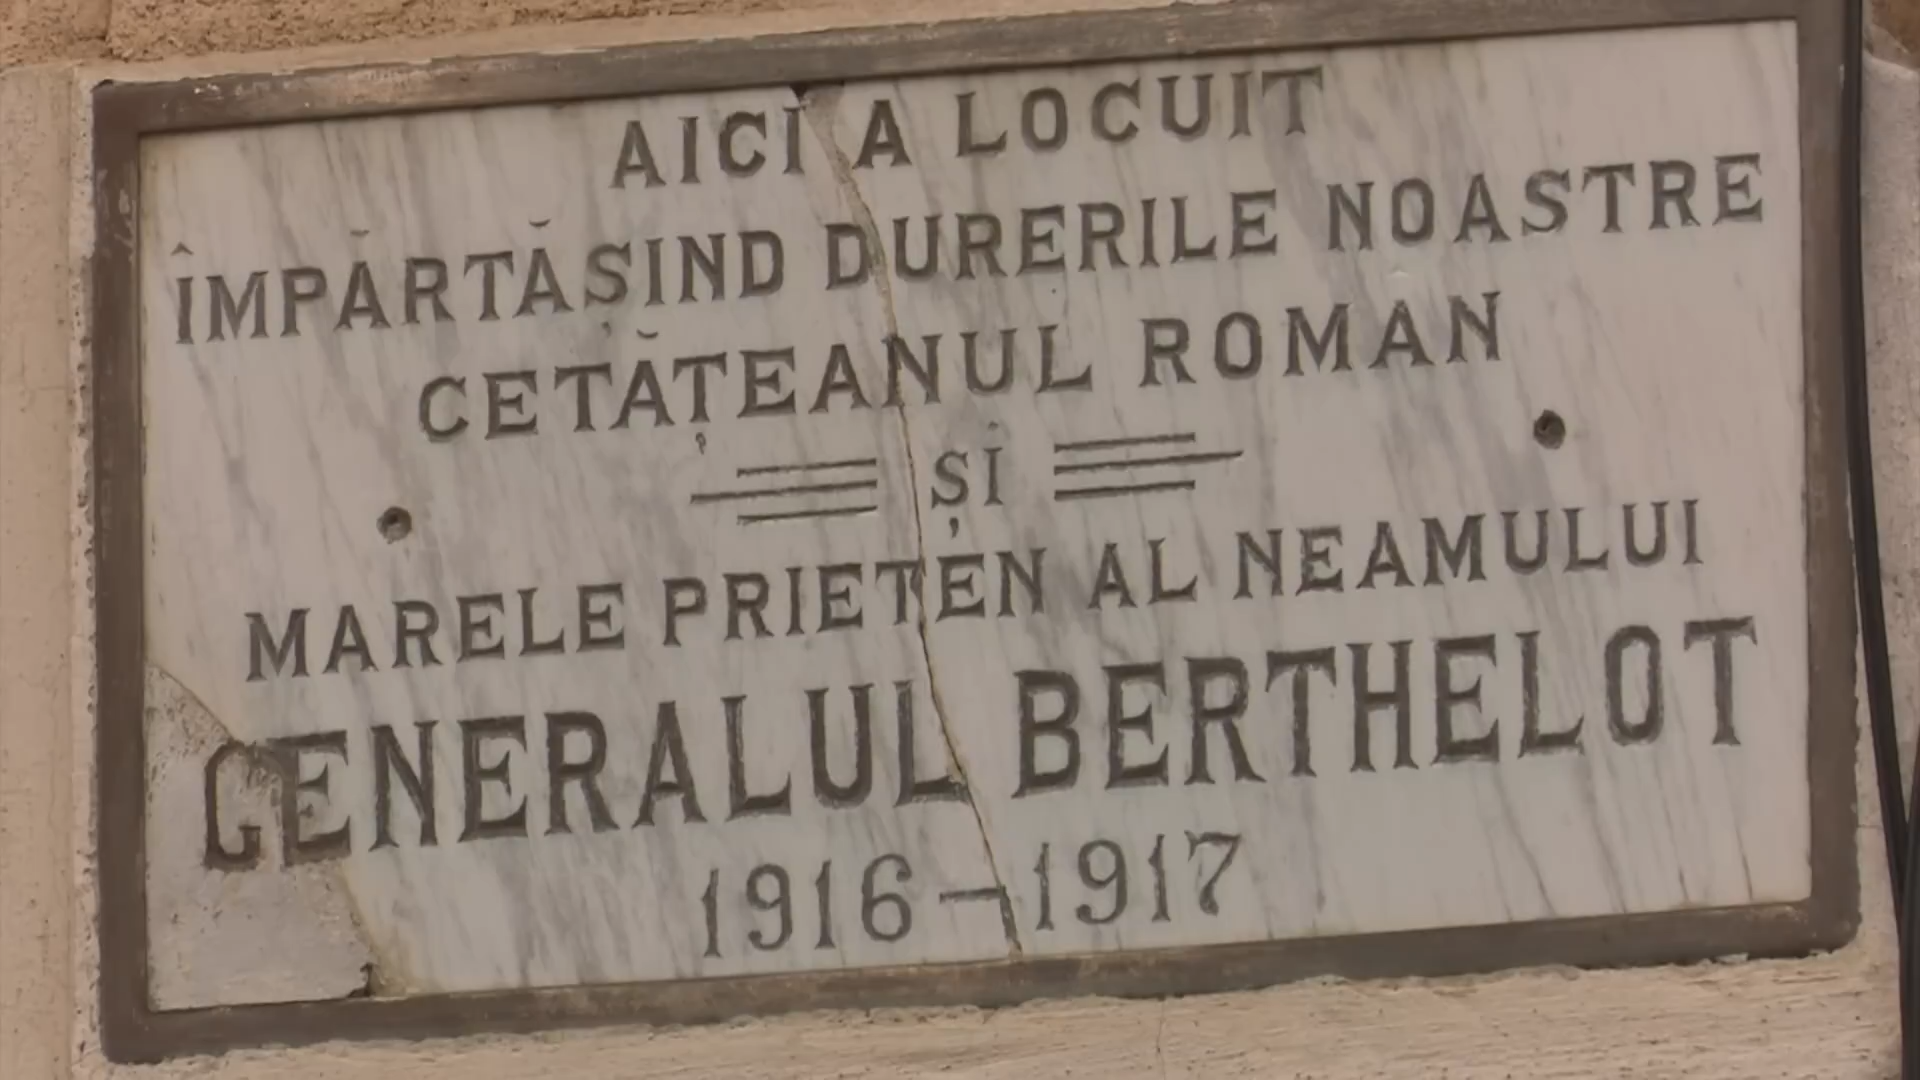 AICI A LOCUIT
ÎMPĂRTĂȘIND DURERILE NOASTRE
CETĂȚEANUL ROMAN
ȘI
MARELE PRIETEN AL NEAMULUI
GENERALUL BERTHELOT
1916-1917